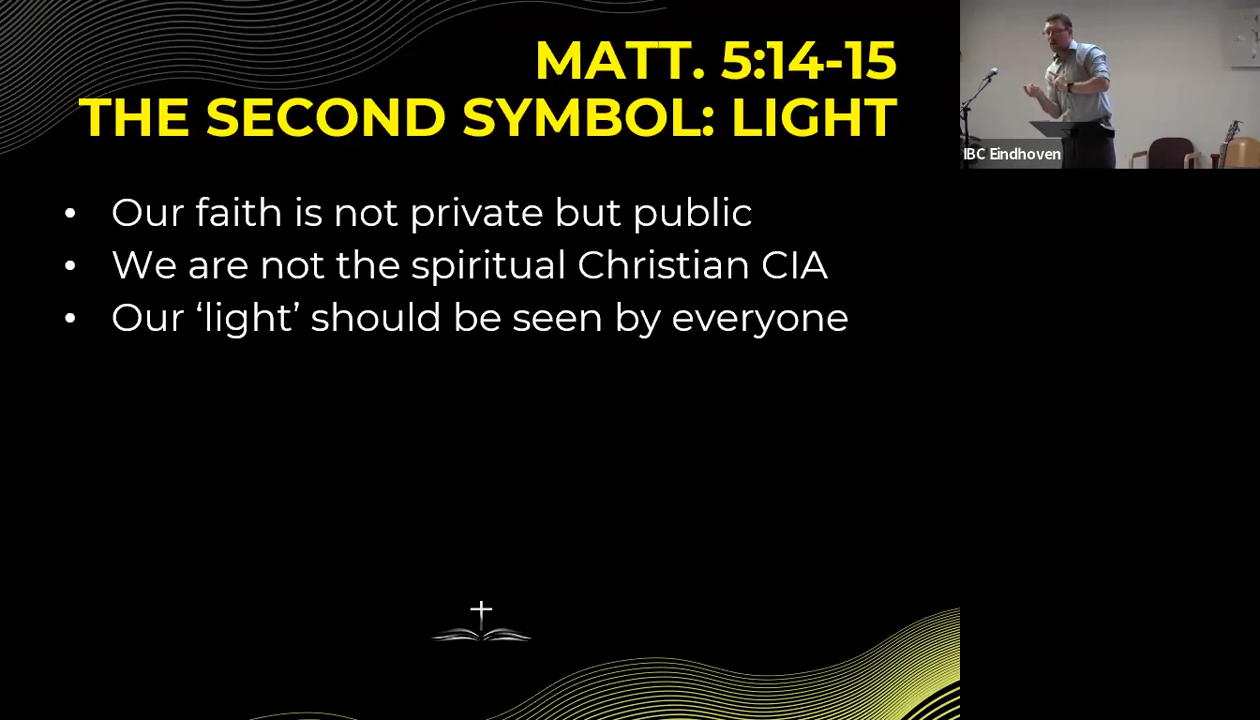 MATT. 5:14-15
THE SECOND SYMBOL: LIGHT
IBC Eindhoven
• Our faith is not private but public
• We are not the spiritual Christian CIA
• Our ‘light’ should be seen by everyone